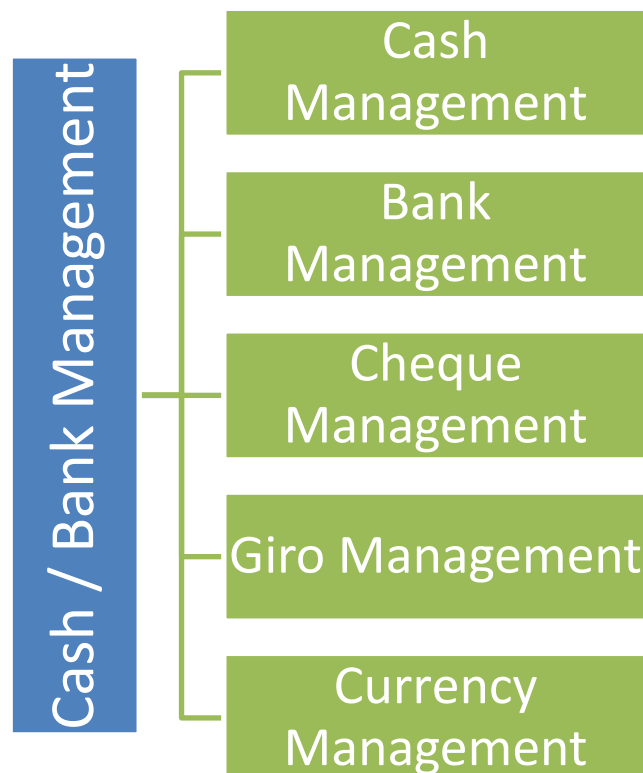 Cash / Bank Management
Cash
Management
Bank
Management
Cheque
Management
Giro Management
Currency
Management